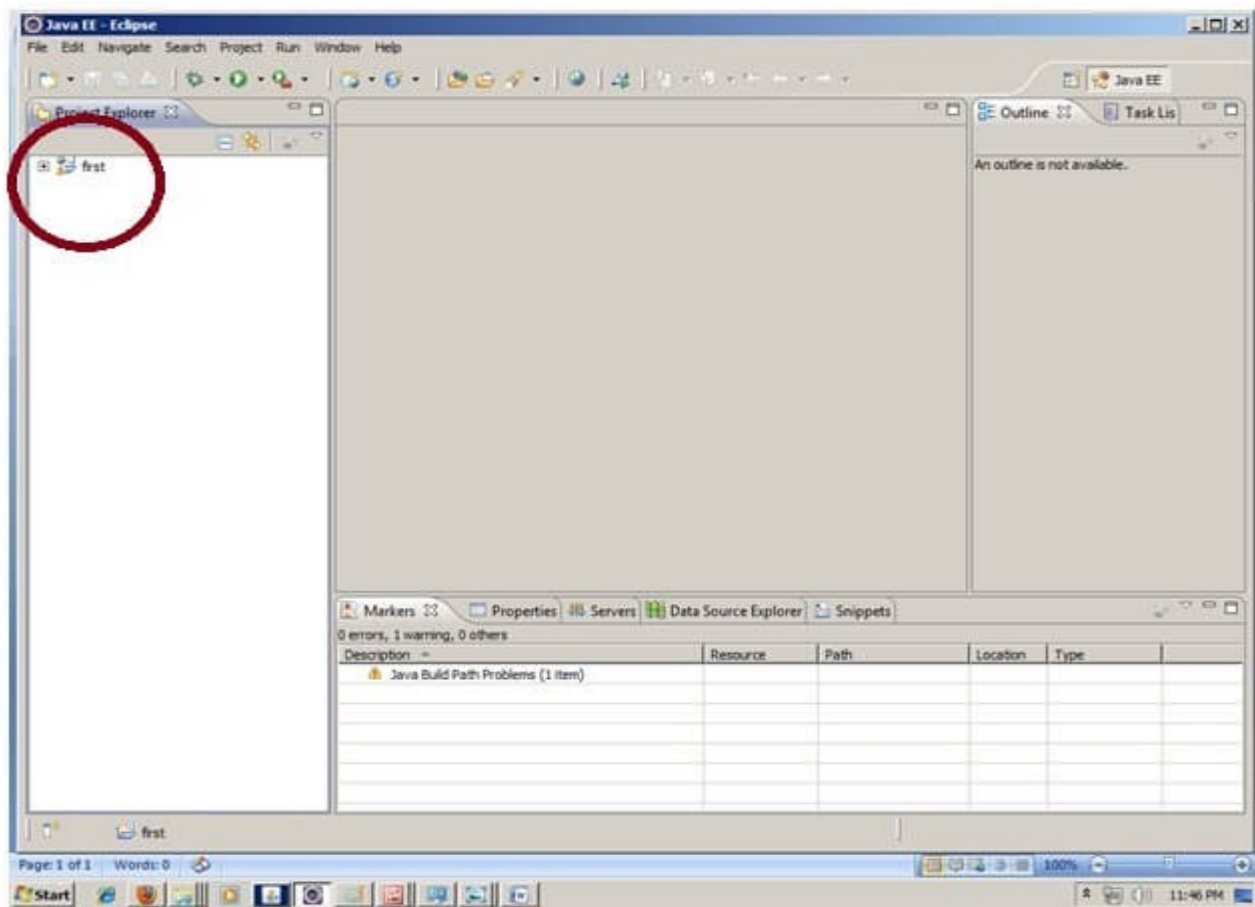 Java EE - Eclipse
File Edit Navigate Search Project Run Window Help
Java EE
Project Explorer
Outline
Task Lis
first
An outline is not available.
Markers
Properties
Servers
Data Source Explorer
Snippets
0 errors, 1 warning, 0 others
Description Resource Path Location Type
Java Build Path Problems (1 item)
first
Page: 1 of 1 Words: 0 100%
Start 11:46 PM